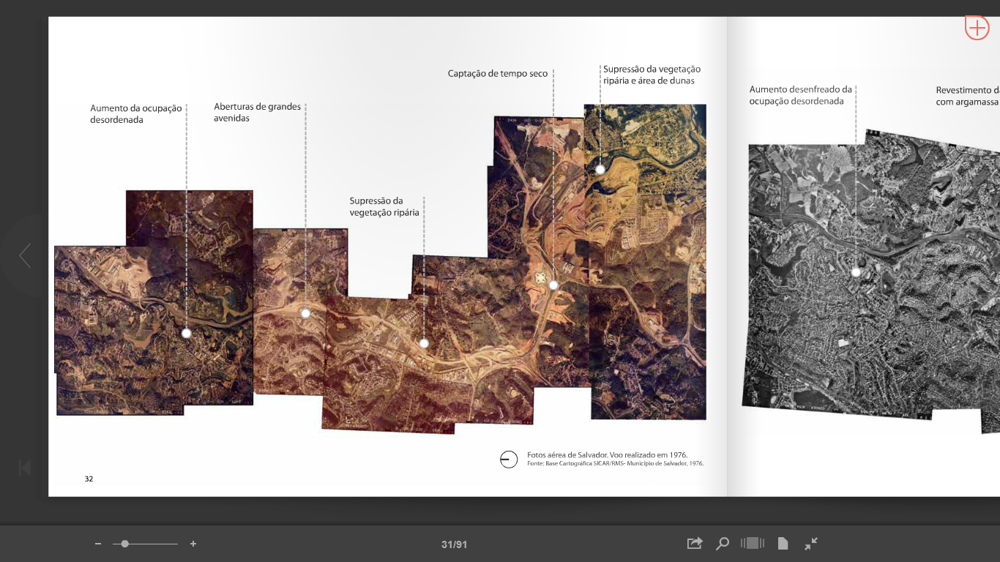 Captação de tempo seco
Supressão da vegetação
ripária e área de dunas
Aumento da ocupação
desordenada
Aberturas de grandes
avenidas
Supressão da
vegetação ripária
Fotos aérea de Salvador. Voo realizado em 1976.
Fonte: Base Cartográfica SICAR/RMS- Município de Salvador, 1976.
32
Aumento desenfreado da
ocupação desordenada
Revestimento d
com argamassa
31/91